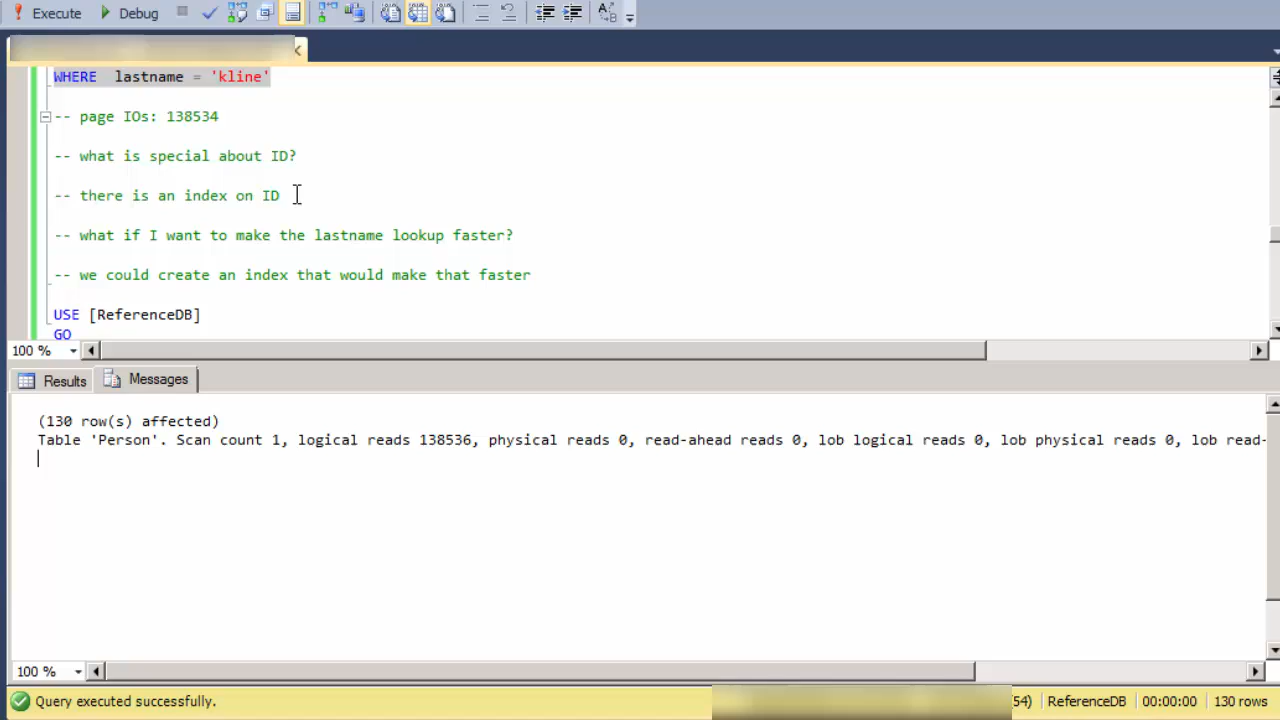 Execute Debug
WHERE lastname = 'kline'
-- page IOs: 138534
-- what is special about ID?
-- there is an index on ID
-- what if I want to make the lastname lookup faster?
-- we could create an index that would make that faster
USE [ReferenceDB]
GO
100 %
Results Messages
(130 row(s) affected)
Table 'Person'. Scan count 1, logical reads 138536, physical reads 0, read-ahead reads 0, lob logical reads 0, lob physical reads 0, lob read-
100 %
Query executed successfully. (54) ReferenceDB 00:00:00 130 rows